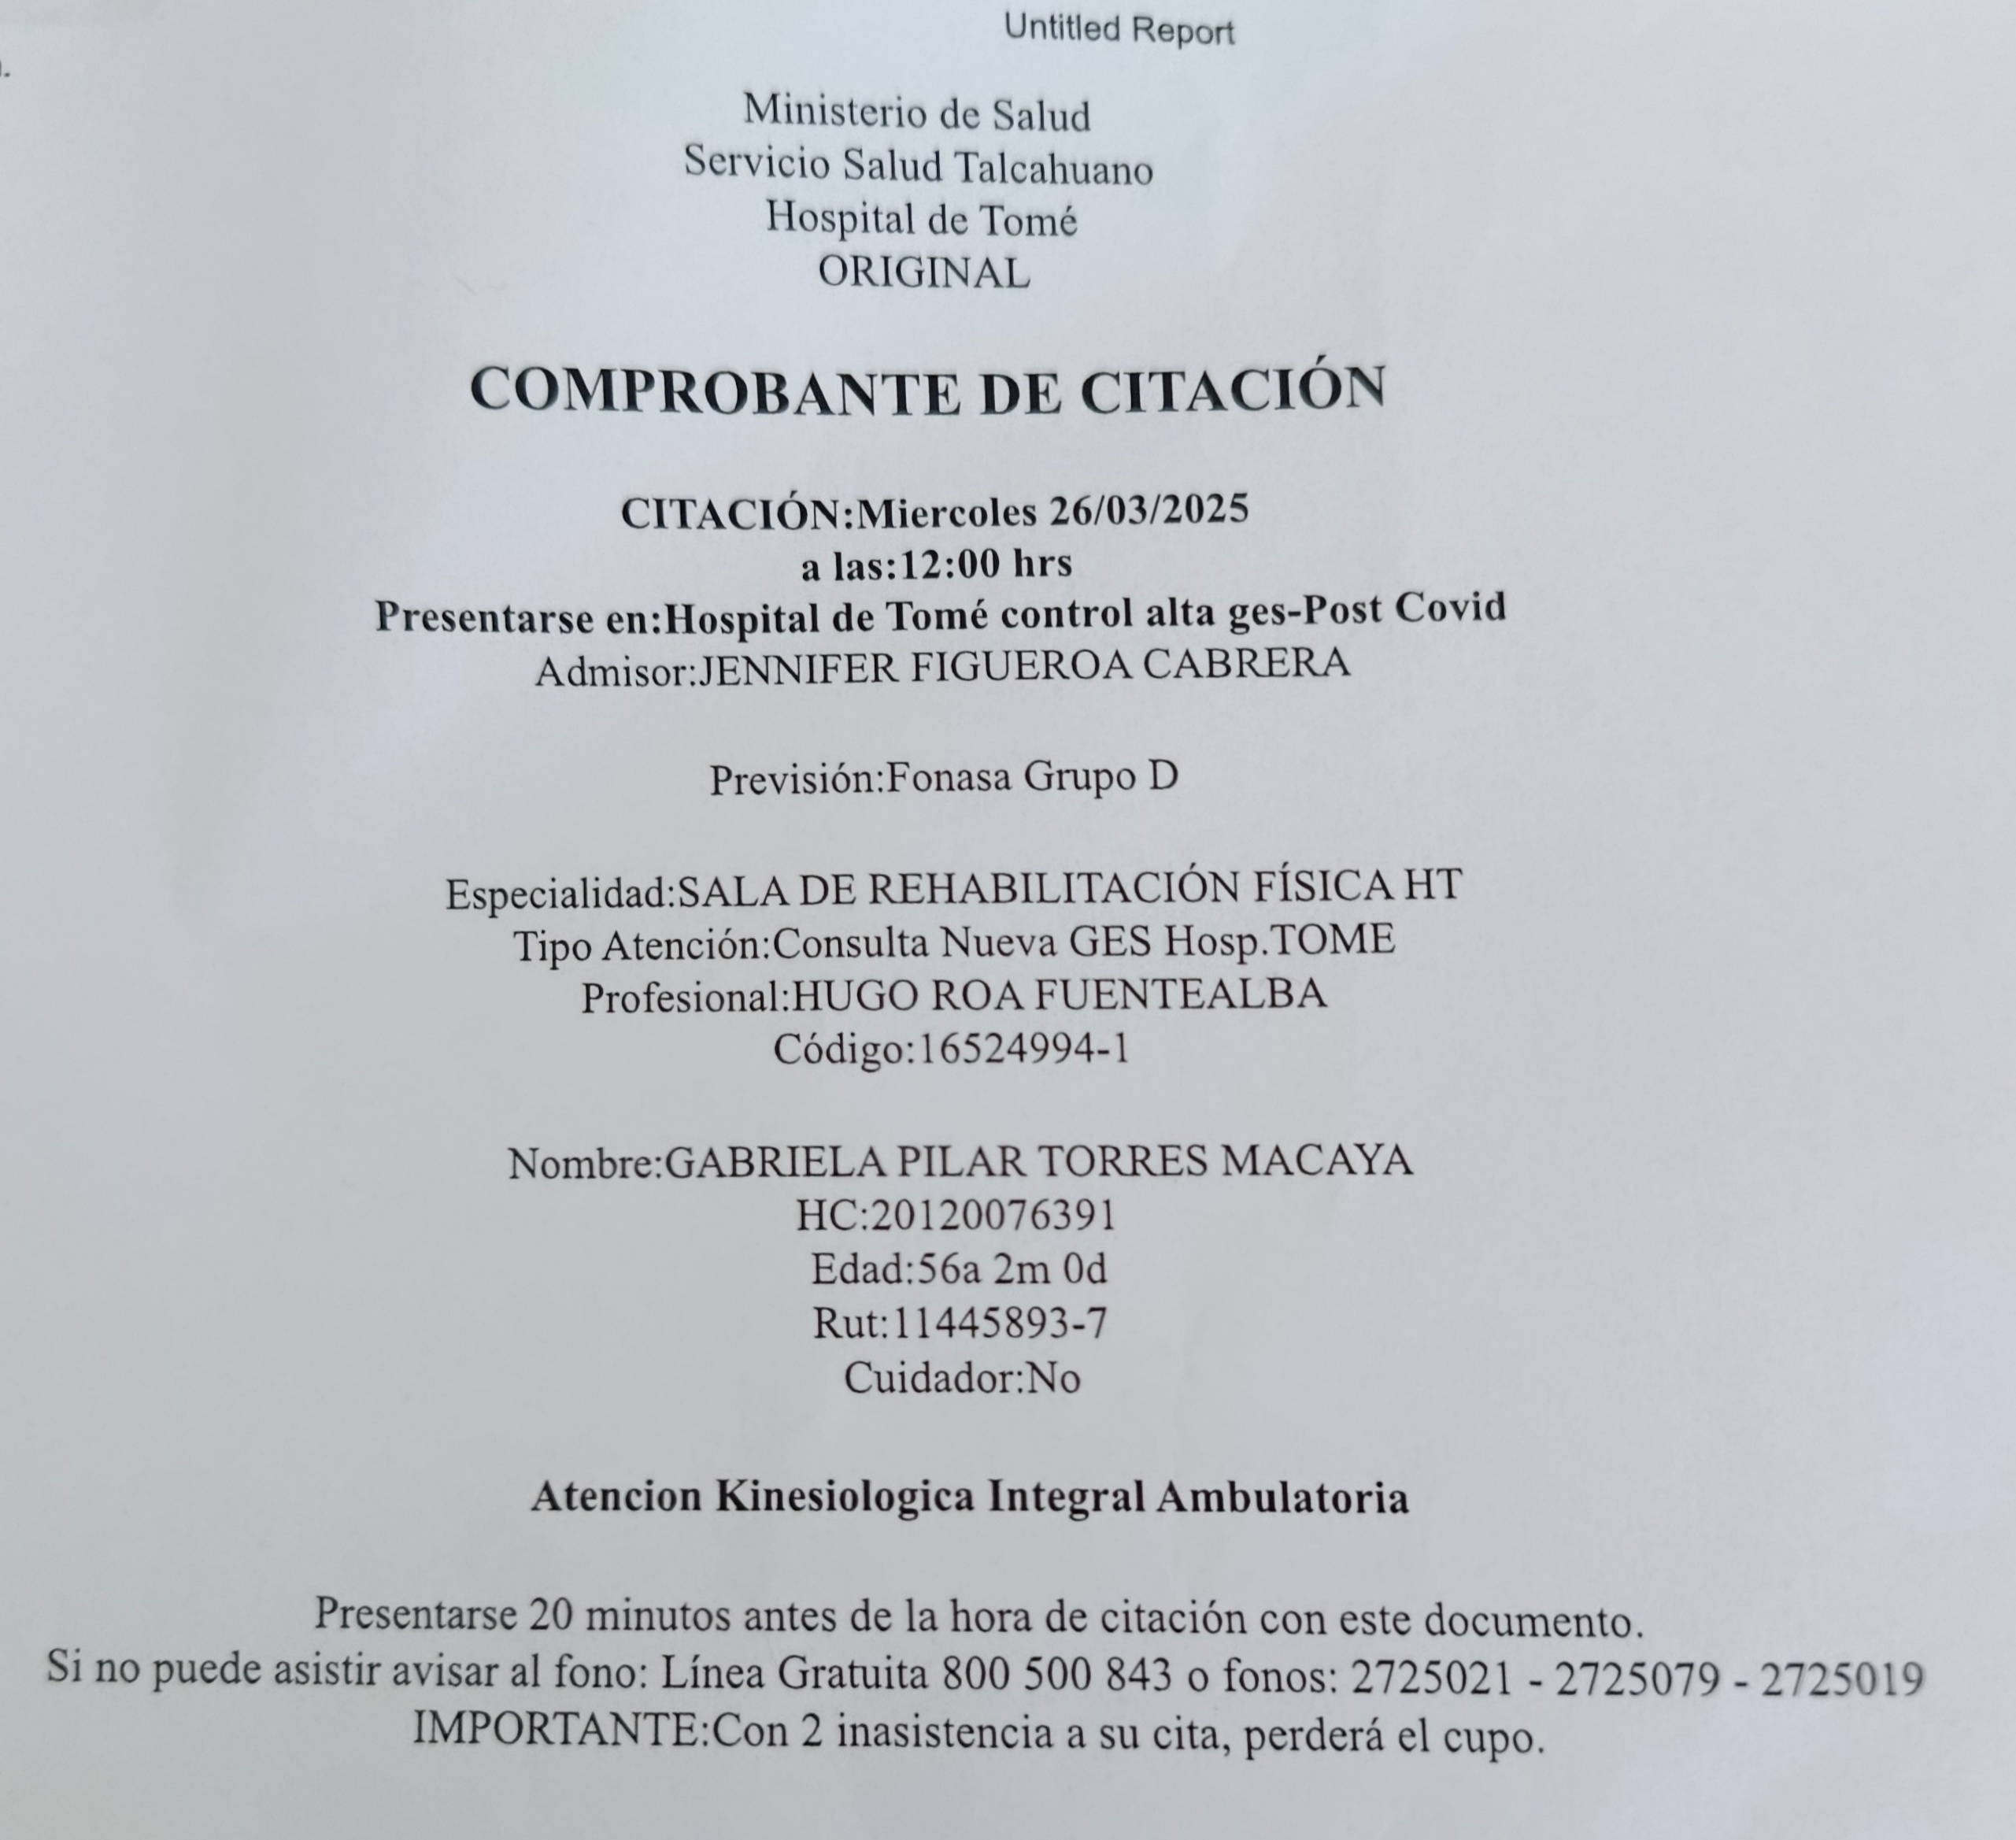 Untitled Report
Ministerio de Salud
Servicio Salud Talcahuano
Hospital de Tomé
ORIGINAL
COMPROBANTE DE CITACIÓN
CITACIÓN:Miercoles 26/03/2025
a las:12:00 hrs
Presentarse en:Hospital de Tomé control alta ges-Post Covid
Admisor:JENNIFER FIGUEROA CABRERA
Previsión:Fonasa Grupo D
Especialidad:SALA DE REHABILITACIÓN FÍSICA HT
Tipo Atención:Consulta Nueva GES Hosp.TOME
Profesional:HUGO ROA FUENTEALBA
Código:16524994-1
Nombre:GABRIELA PILAR TORRES MACAYA
HC:20120076391
Edad:56a 2m 0d
Rut:11445893-7
Cuidador:No
Atencion Kinesiologica Integral Ambulatoria
Presentarse 20 minutos antes de la hora de citación con este documento.
Si no puede asistir avisar al fono: Línea Gratuita 800 500 843 o fonos: 2725021 - 2725079 - 2725019
IMPORTANTE:Con 2 inasistencia a su cita, perderá el cupo.